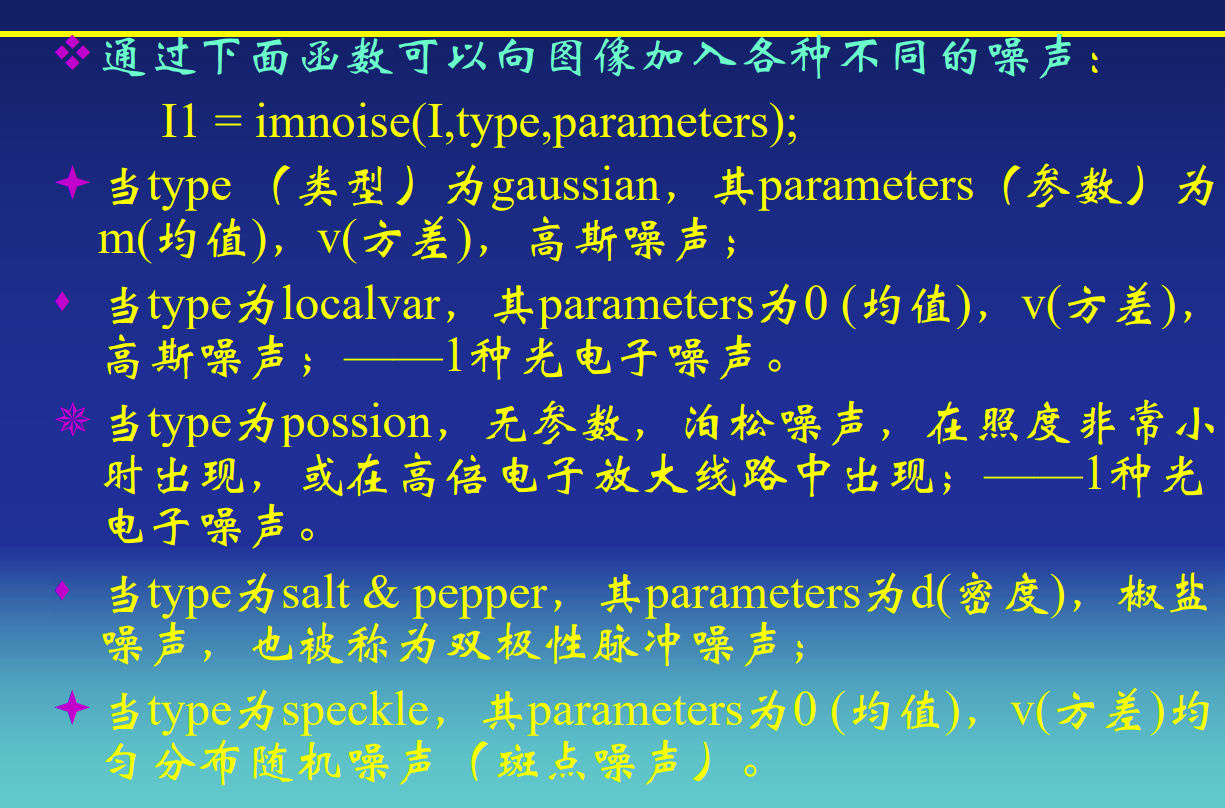 通过下面函数可以向图像加入各种不同的噪声：
I1 = imnoise(I,type,parameters);
当type （类型）为gaussian，其parameters（参数）为
m(均值)，v(方差)，高斯噪声；
当type为localvar，其parameters为0 (均值)，v(方差)，
高斯噪声；——1种光电子噪声。
当type为possion，无参数，泊松噪声，在照度非常小
时出现，或在高倍电子放大线路中出现；——1种光
电子噪声。
当type为salt & pepper，其parameters为d(密度)，椒盐
噪声，也被称为双极性脉冲噪声；
当type为speckle，其parameters为0 (均值)，v(方差)均
匀分布随机噪声（斑点噪声）。